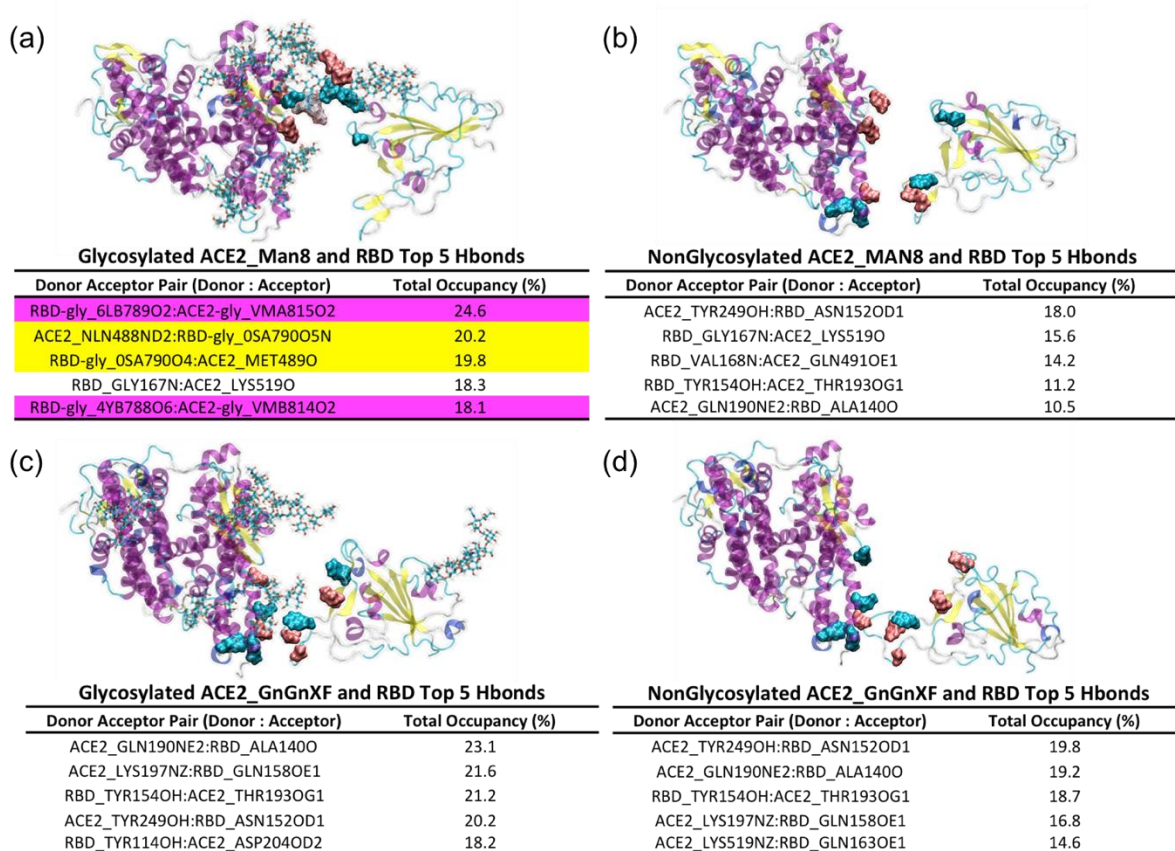 (a)
Glycosylated ACE2_Man8 and RBD Top 5 Hbonds
Donor Acceptor Pair (Donor : Acceptor) Total Occupancy (%)
RBD-gly_6LB789O2:ACE2-gly_VMA815O2 24.6
ACE2_NLN488ND2:RBD-gly_0SA790O5N 20.2
RBD-gly_0SA790O4:ACE2_MET489O 19.8
RBD_GLY167N:ACE2_LYS519O 18.3
RBD-gly_4YB788O6:ACE2-gly_VMB814O2 18.1
(b)
NonGlycosylated ACE2_MAN8 and RBD Top 5 Hbonds
Donor Acceptor Pair (Donor : Acceptor) Total Occupancy (%)
ACE2_TYR249OH:RBD_ASN152OD1 18.0
RBD_GLY167N:ACE2_LYS519O 15.6
RBD_VAL168N:ACE2_GLN491OE1 14.2
RBD_TYR154OH:ACE2_THR193OG1 11.2
ACE2_GLN190NE2:RBD_ALA140O 10.5
(c)
Glycosylated ACE2_GnGnXF and RBD Top 5 Hbonds
Donor Acceptor Pair (Donor : Acceptor) Total Occupancy (%)
ACE2_GLN190NE2:RBD_ALA140O 23.1
ACE2_LYS197NZ:RBD_GLN158OE1 21.6
RBD_TYR154OH:ACE2_THR193OG1 21.2
ACE2_TYR249OH:RBD_ASN152OD1 20.2
RBD_TYR114OH:ACE2_ASP204OD2 18.2
(d)
NonGlycosylated ACE2_GnGnXF and RBD Top 5 Hbonds
Donor Acceptor Pair (Donor : Acceptor) Total Occupancy (%)
ACE2_TYR249OH:RBD_ASN152OD1 19.8
ACE2_GLN190NE2:RBD_ALA140O 19.2
RBD_TYR154OH:ACE2_THR193OG1 18.7
ACE2_LYS197NZ:RBD_GLN158OE1 16.8
ACE2_LYS519NZ:RBD_GLN163OE1 14.6